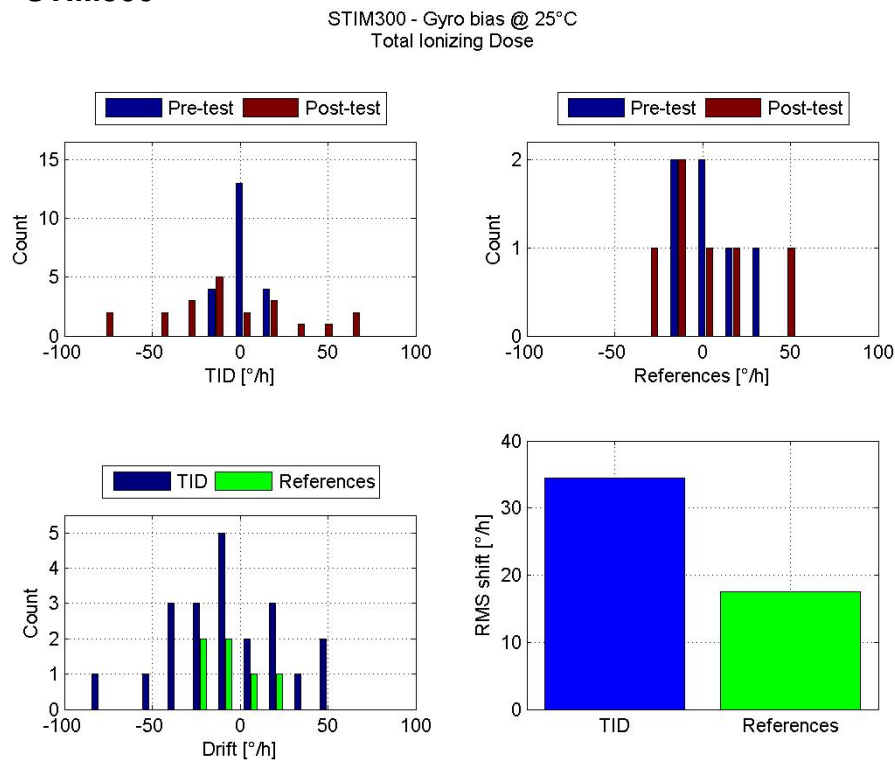 STIM300 - Gyro bias @ 25°C
Total Ionizing Dose
Pre-test Post-test
15
10
5
0
Count
-100 -50 0 50 100
TID [°/h]
Pre-test Post-test
2
1
0
Count
-100 -50 0 50 100
References [°/h]
TID References
5
4
3
2
1
0
Count
-100 -50 0 50 100
Drift [°/h]
40
30
20
10
0
RMS shift [°/h]
TID References